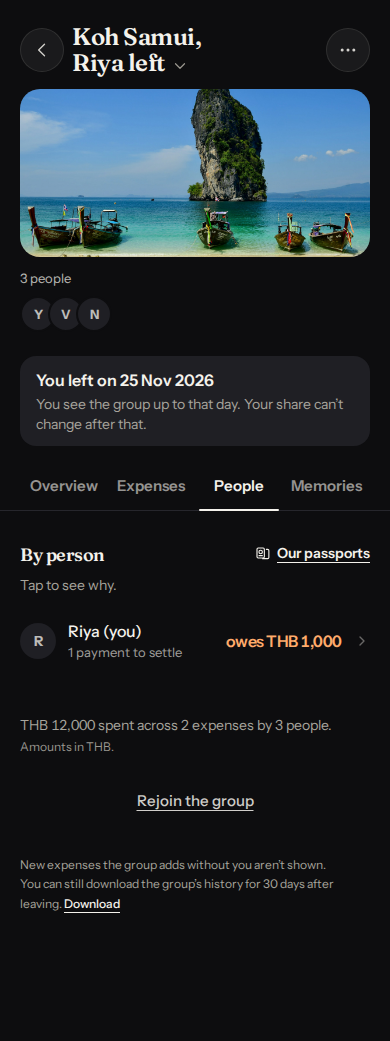 Koh Samui,
Riya left
3 people
Y V N
You left on 25 Nov 2026
You see the group up to that day. Your share can't
change after that.
Overview Expenses People Memories
By person
Our passports
Tap to see why.
R
Riya (you)
1 payment to settle
owes THB 1,000
THB 12,000 spent across 2 expenses by 3 people.
Amounts in THB.
Rejoin the group
New expenses the group adds without you aren't shown.
You can still download the group's history for 30 days after
leaving. Download